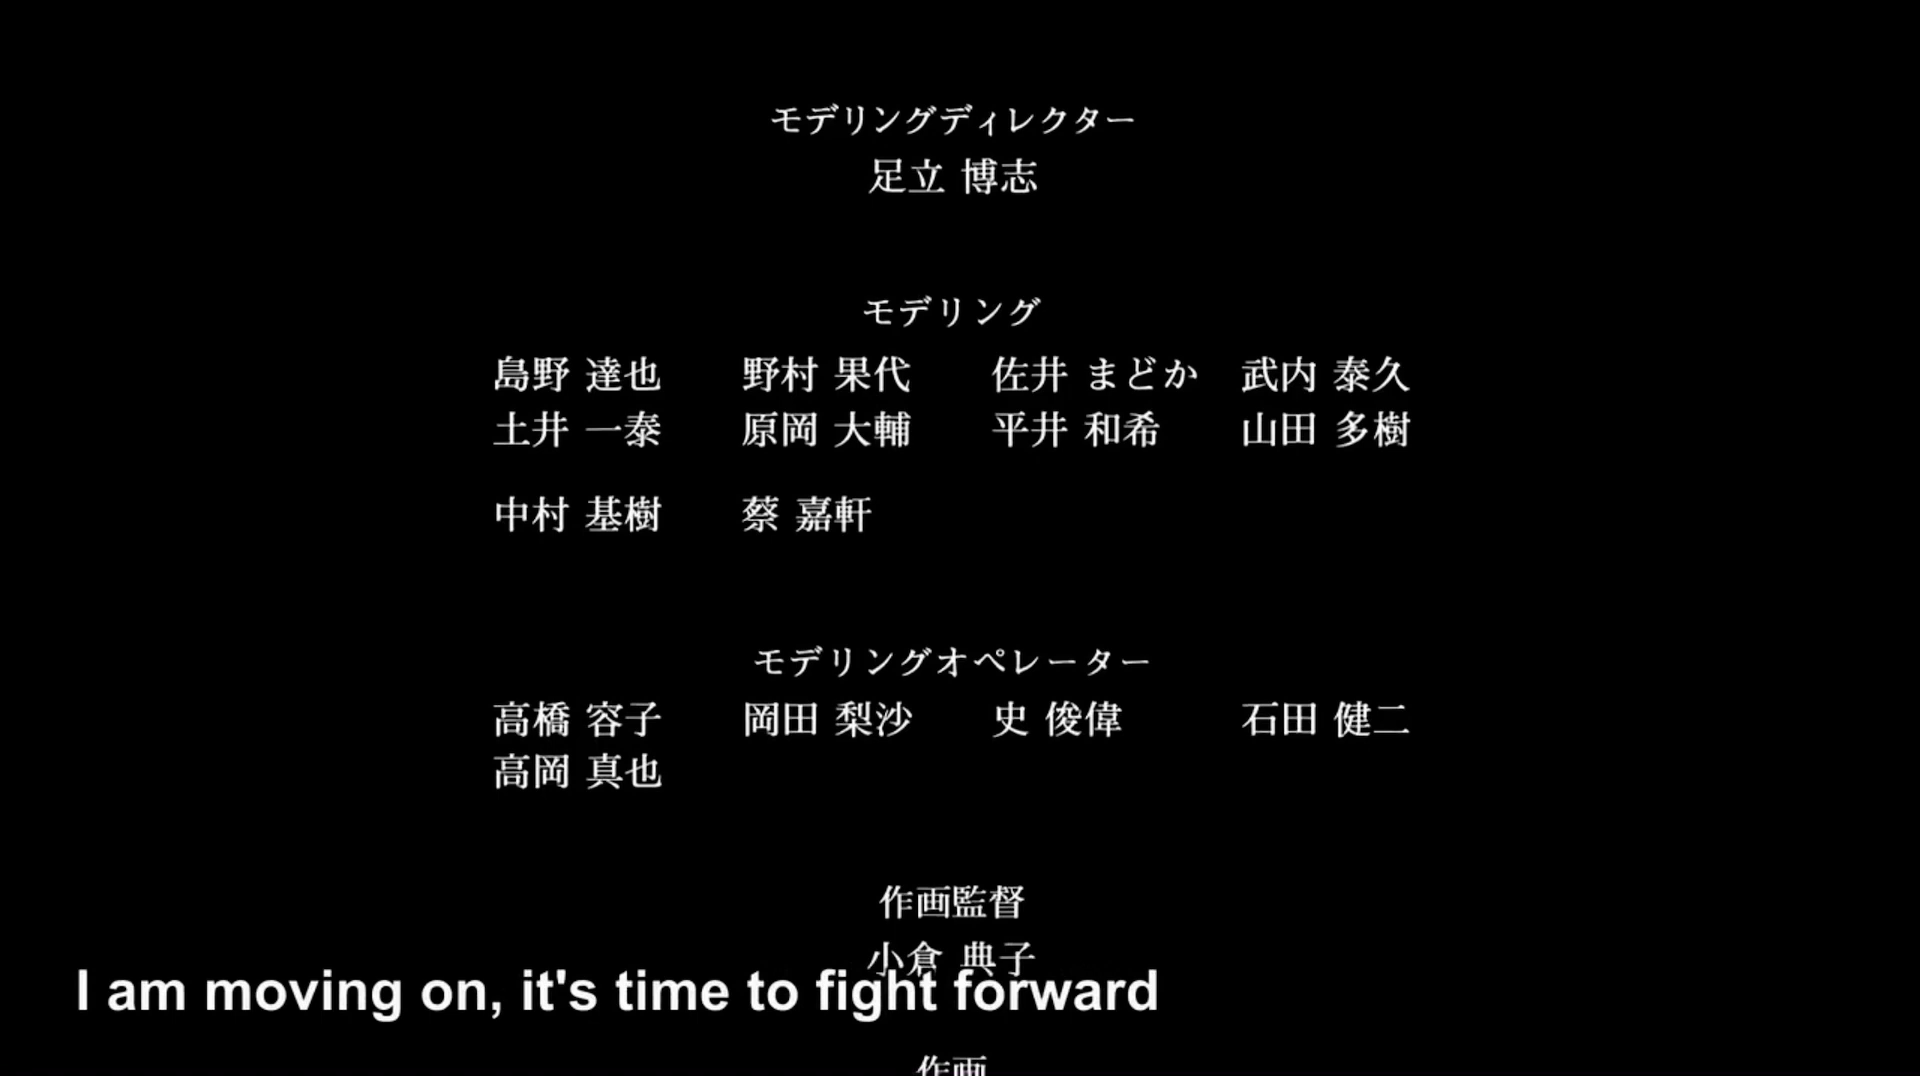 モデリングディレクター
足立 博志
モデリング
島野 達也 野村 果代 佐井 まどか 武内 泰久
土井 一泰 原岡 大輔 平井 和希 山田 多樹
中村 基樹 蔡 嘉軒
モデリングオペレーター
高橋 容子 岡田 梨沙 史 俊偉 石田 健二
高岡 真也
作画監督
小倉 典子
I am moving on, it's time to fight forward
作画